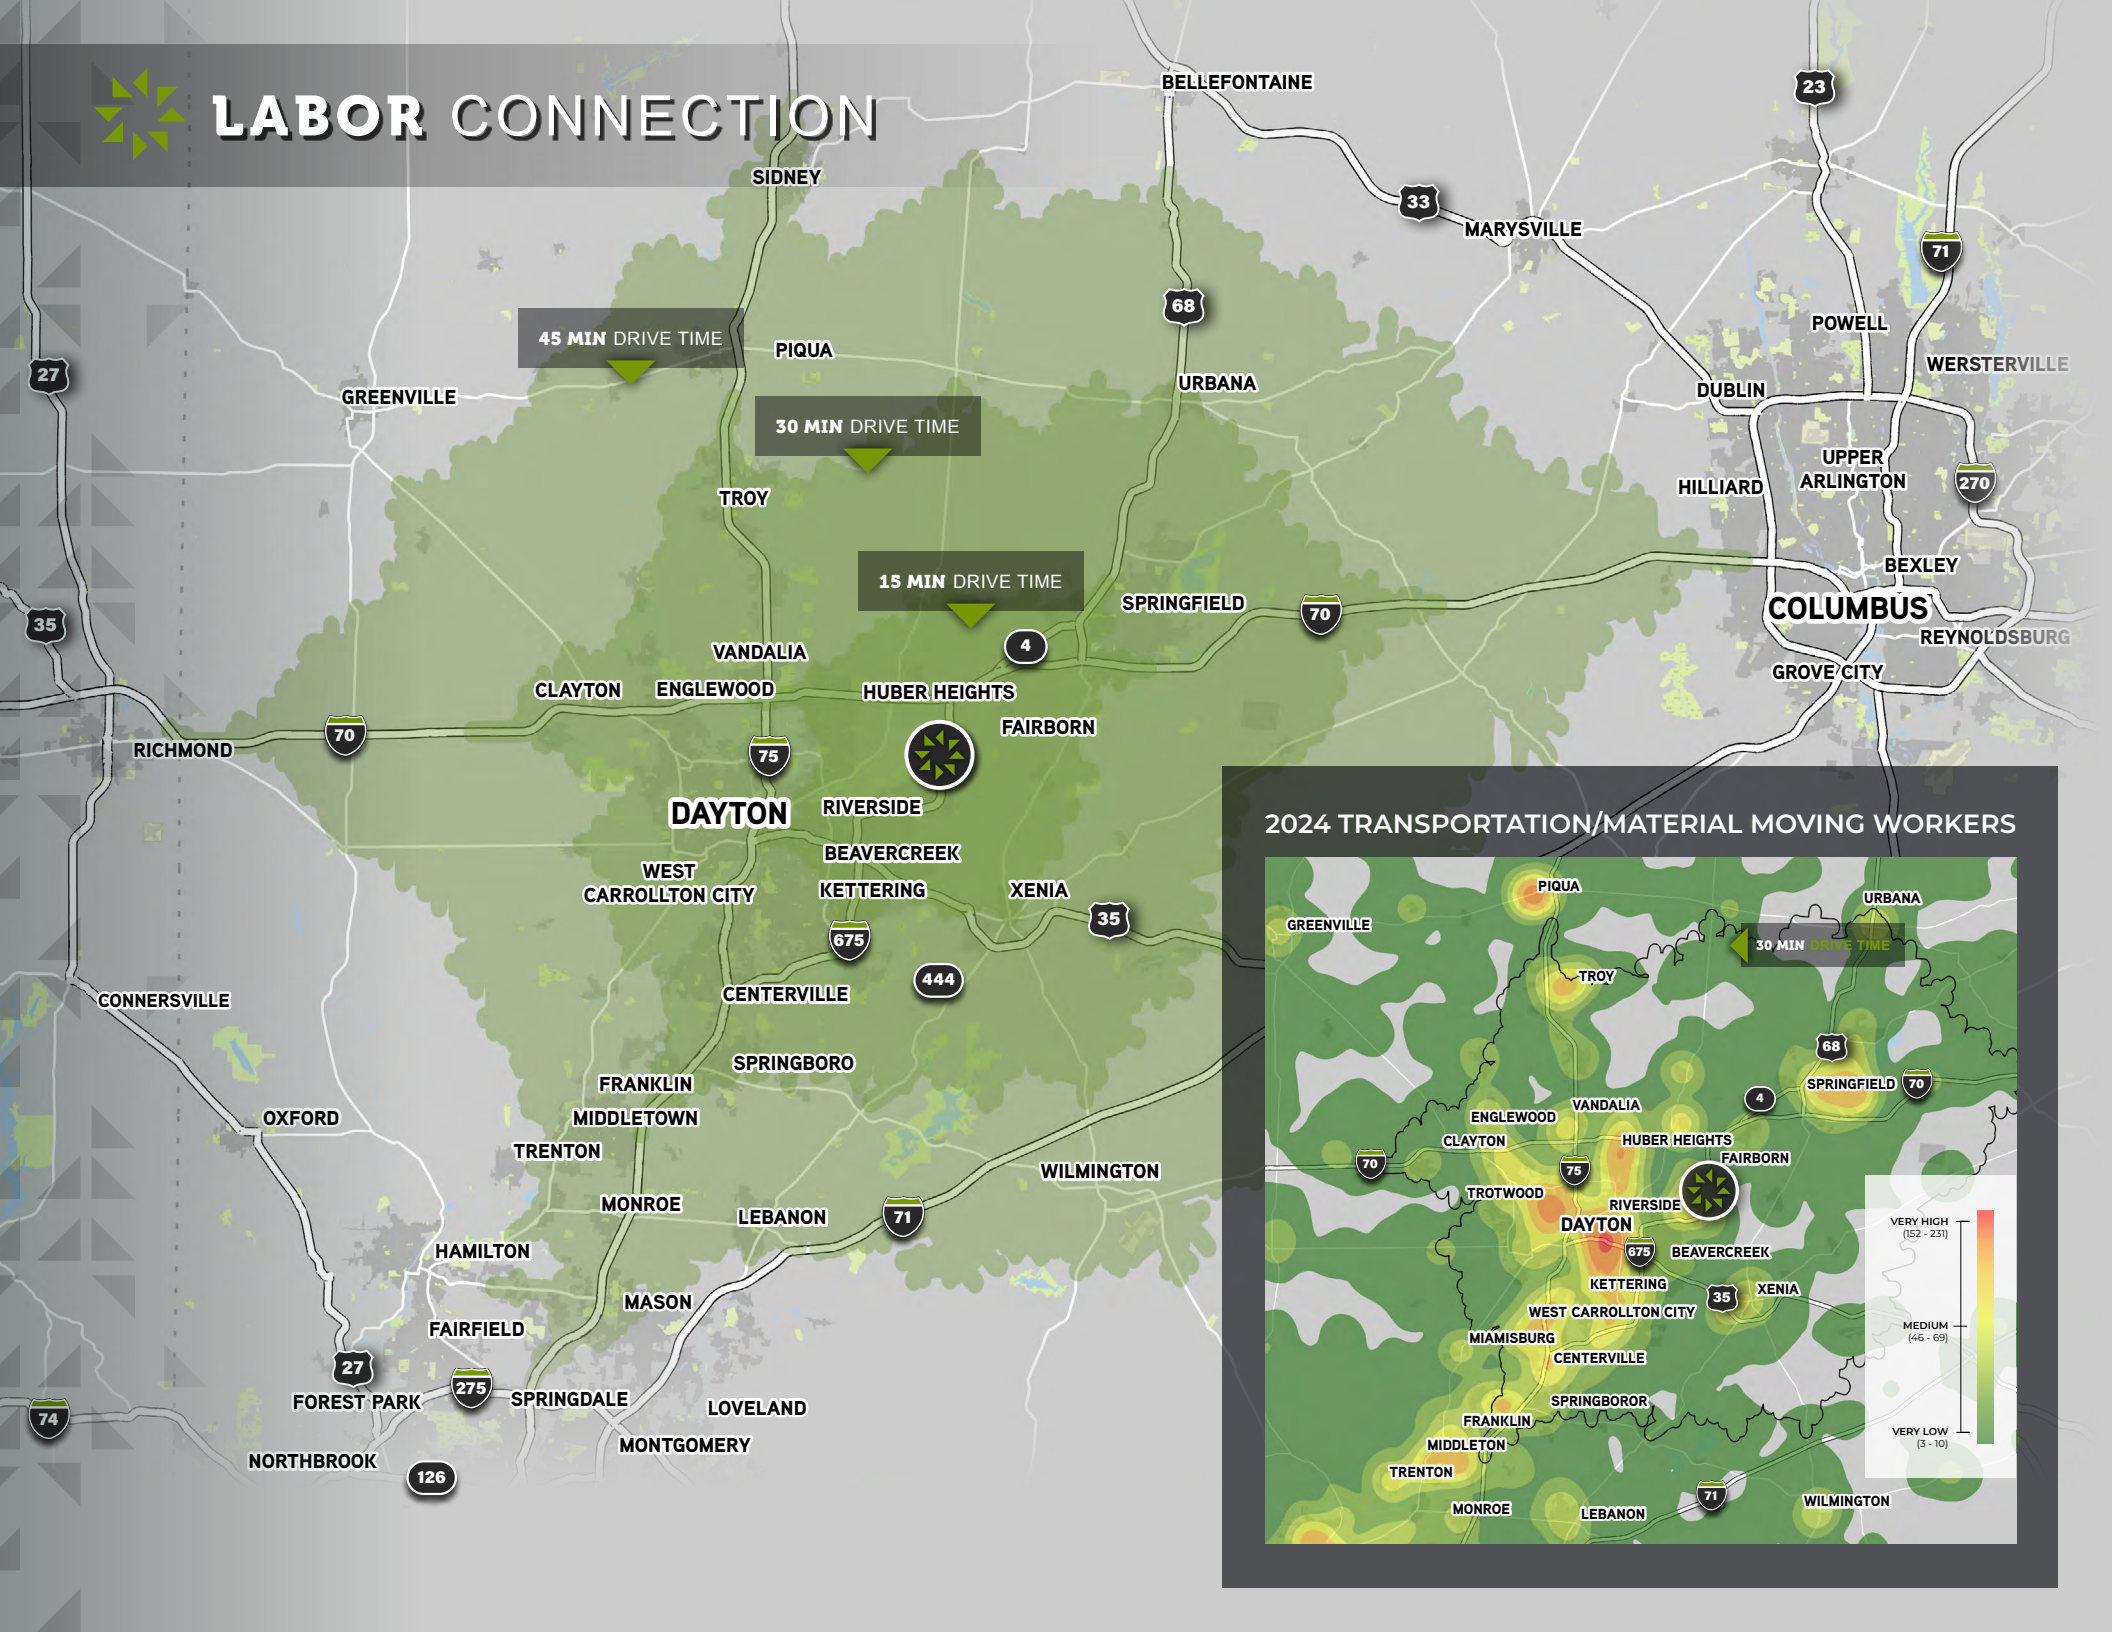 LABOR CONNECTION
BELLEFONTAINE
23
SIDNEY
33
MARYSVILLE
71
68
POWELL
45 MIN DRIVE TIME
PIQUA
WERSTERVILLE
27
URBANA
DUBLIN
GREENVILLE
30 MIN DRIVE TIME
UPPER
ARLINGTON
HILLIARD
270
TROY
BEXLEY
15 MIN DRIVE TIME
SPRINGFIELD
70
COLUMBUS
35
REYNOLDSBURG
4
VANDALIA
GROVE CITY
CLAYTON
ENGLEWOOD
HUBER HEIGHTS
FAIRBORN
70
RICHMOND
75
DAYTON
RIVERSIDE
BEAVERCREEK
WEST
CARROLLTON CITY
KETTERING
XENIA
35
675
444
CENTERVILLE
CONNERSVILLE
SPRINGBORO
FRANKLIN
OXFORD
MIDDLETOWN
TRENTON
WILMINGTON
MONROE
LEBANON
71
HAMILTON
MASON
FAIRFIELD
27
275
FOREST PARK
SPRINGDALE
LOVELAND
74
MONTGOMERY
NORTHBROOK
126
2024 TRANSPORTATION/MATERIAL MOVING WORKERS
PIQUA
URBANA
GREENVILLE
30 MIN DRIVE TIME
TROY
68
SPRINGFIELD
70
4
VANDALIA
ENGLEWOOD
CLAYTON
HUBER HEIGHTS
FAIRBORN
70
75
TROTWOOD
RIVERSIDE
DAYTON
675
BEAVERCREEK
KETTERING
XENIA
35
WEST CARROLLTON CITY
MIAMISBURG
CENTERVILLE
SPRINGBOROR
FRANKLIN
MIDDLETON
TRENTON
71
MONROE
LEBANON
WILMINGTON
VERY HIGH
(152 - 231)
MEDIUM
(46 - 69)
VERY LOW
(3 - 10)